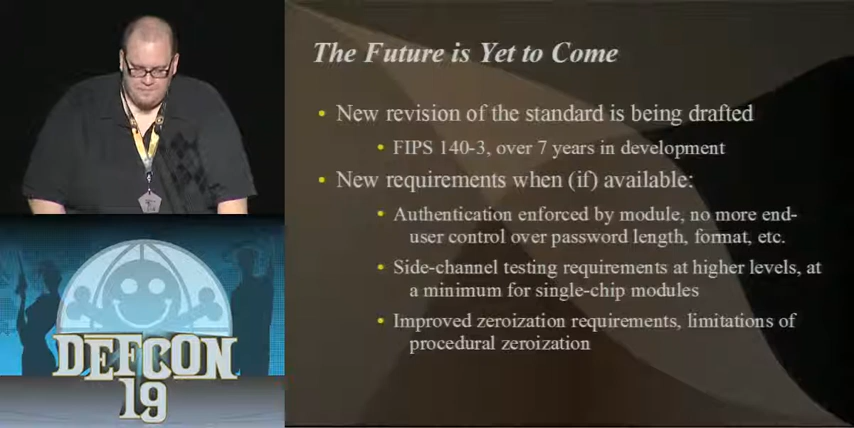 The Future is Yet to Come
New revision of the standard is being drafted
FIPS 140-3, over 7 years in development
New requirements when (if) available:
Authentication enforced by module, no more end-
user control over password length, format, etc.
Side-channel testing requirements at higher levels, at
a minimum for single-chip modules
Improved zeroization requirements, limitations of
procedural zeroization
DEFCON
19